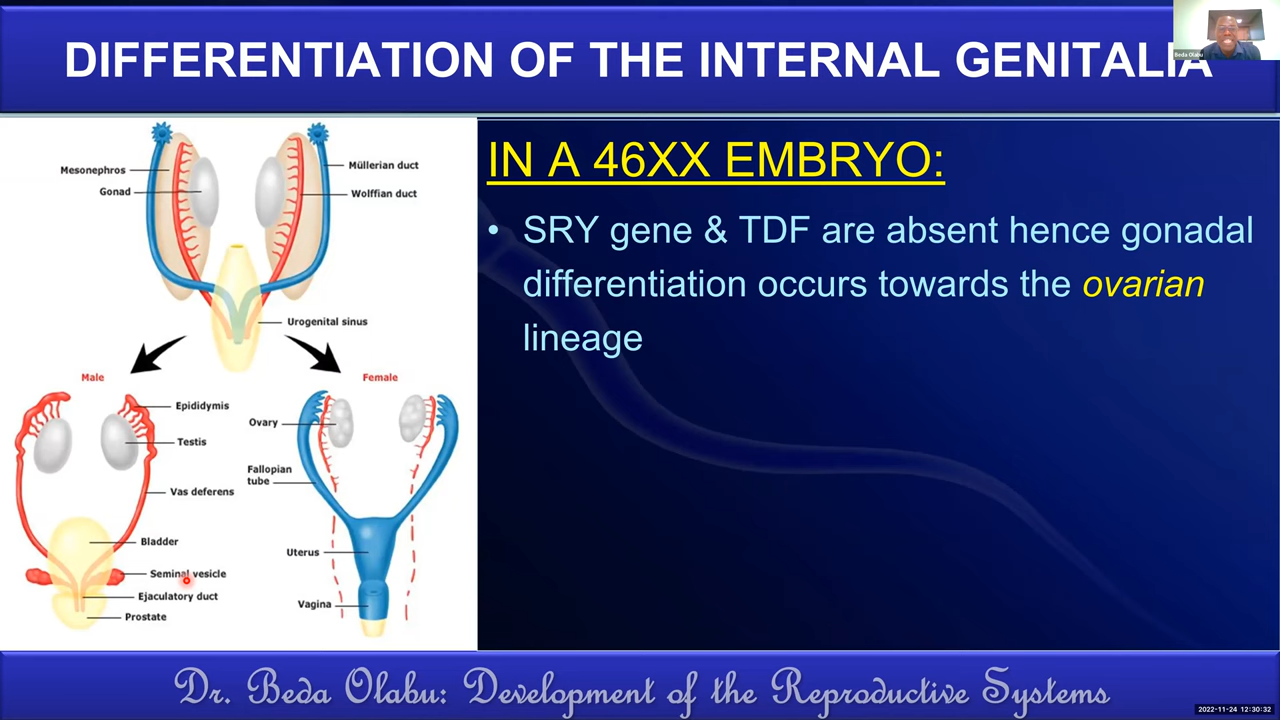 DIFFERENTIATION OF THE INTERNAL GENITALIA
Beda Olabu
Mesonephros
Gonad
Müllerian duct
Wolffian duct
Urogenital sinus
Male
Female
Epididymis
Testis
Vas deferens
Bladder
Seminal vesicle
Ejaculatory duct
Prostate
Ovary
Fallopian
tube
Uterus
Vagina
IN A 46XX EMBRYO:
• SRY gene & TDF are absent hence gonadal
differentiation occurs towards the ovarian
lineage
Dr. Beda Olabu: Development of the Reproductive Systems
2022-11-24 12:30:32